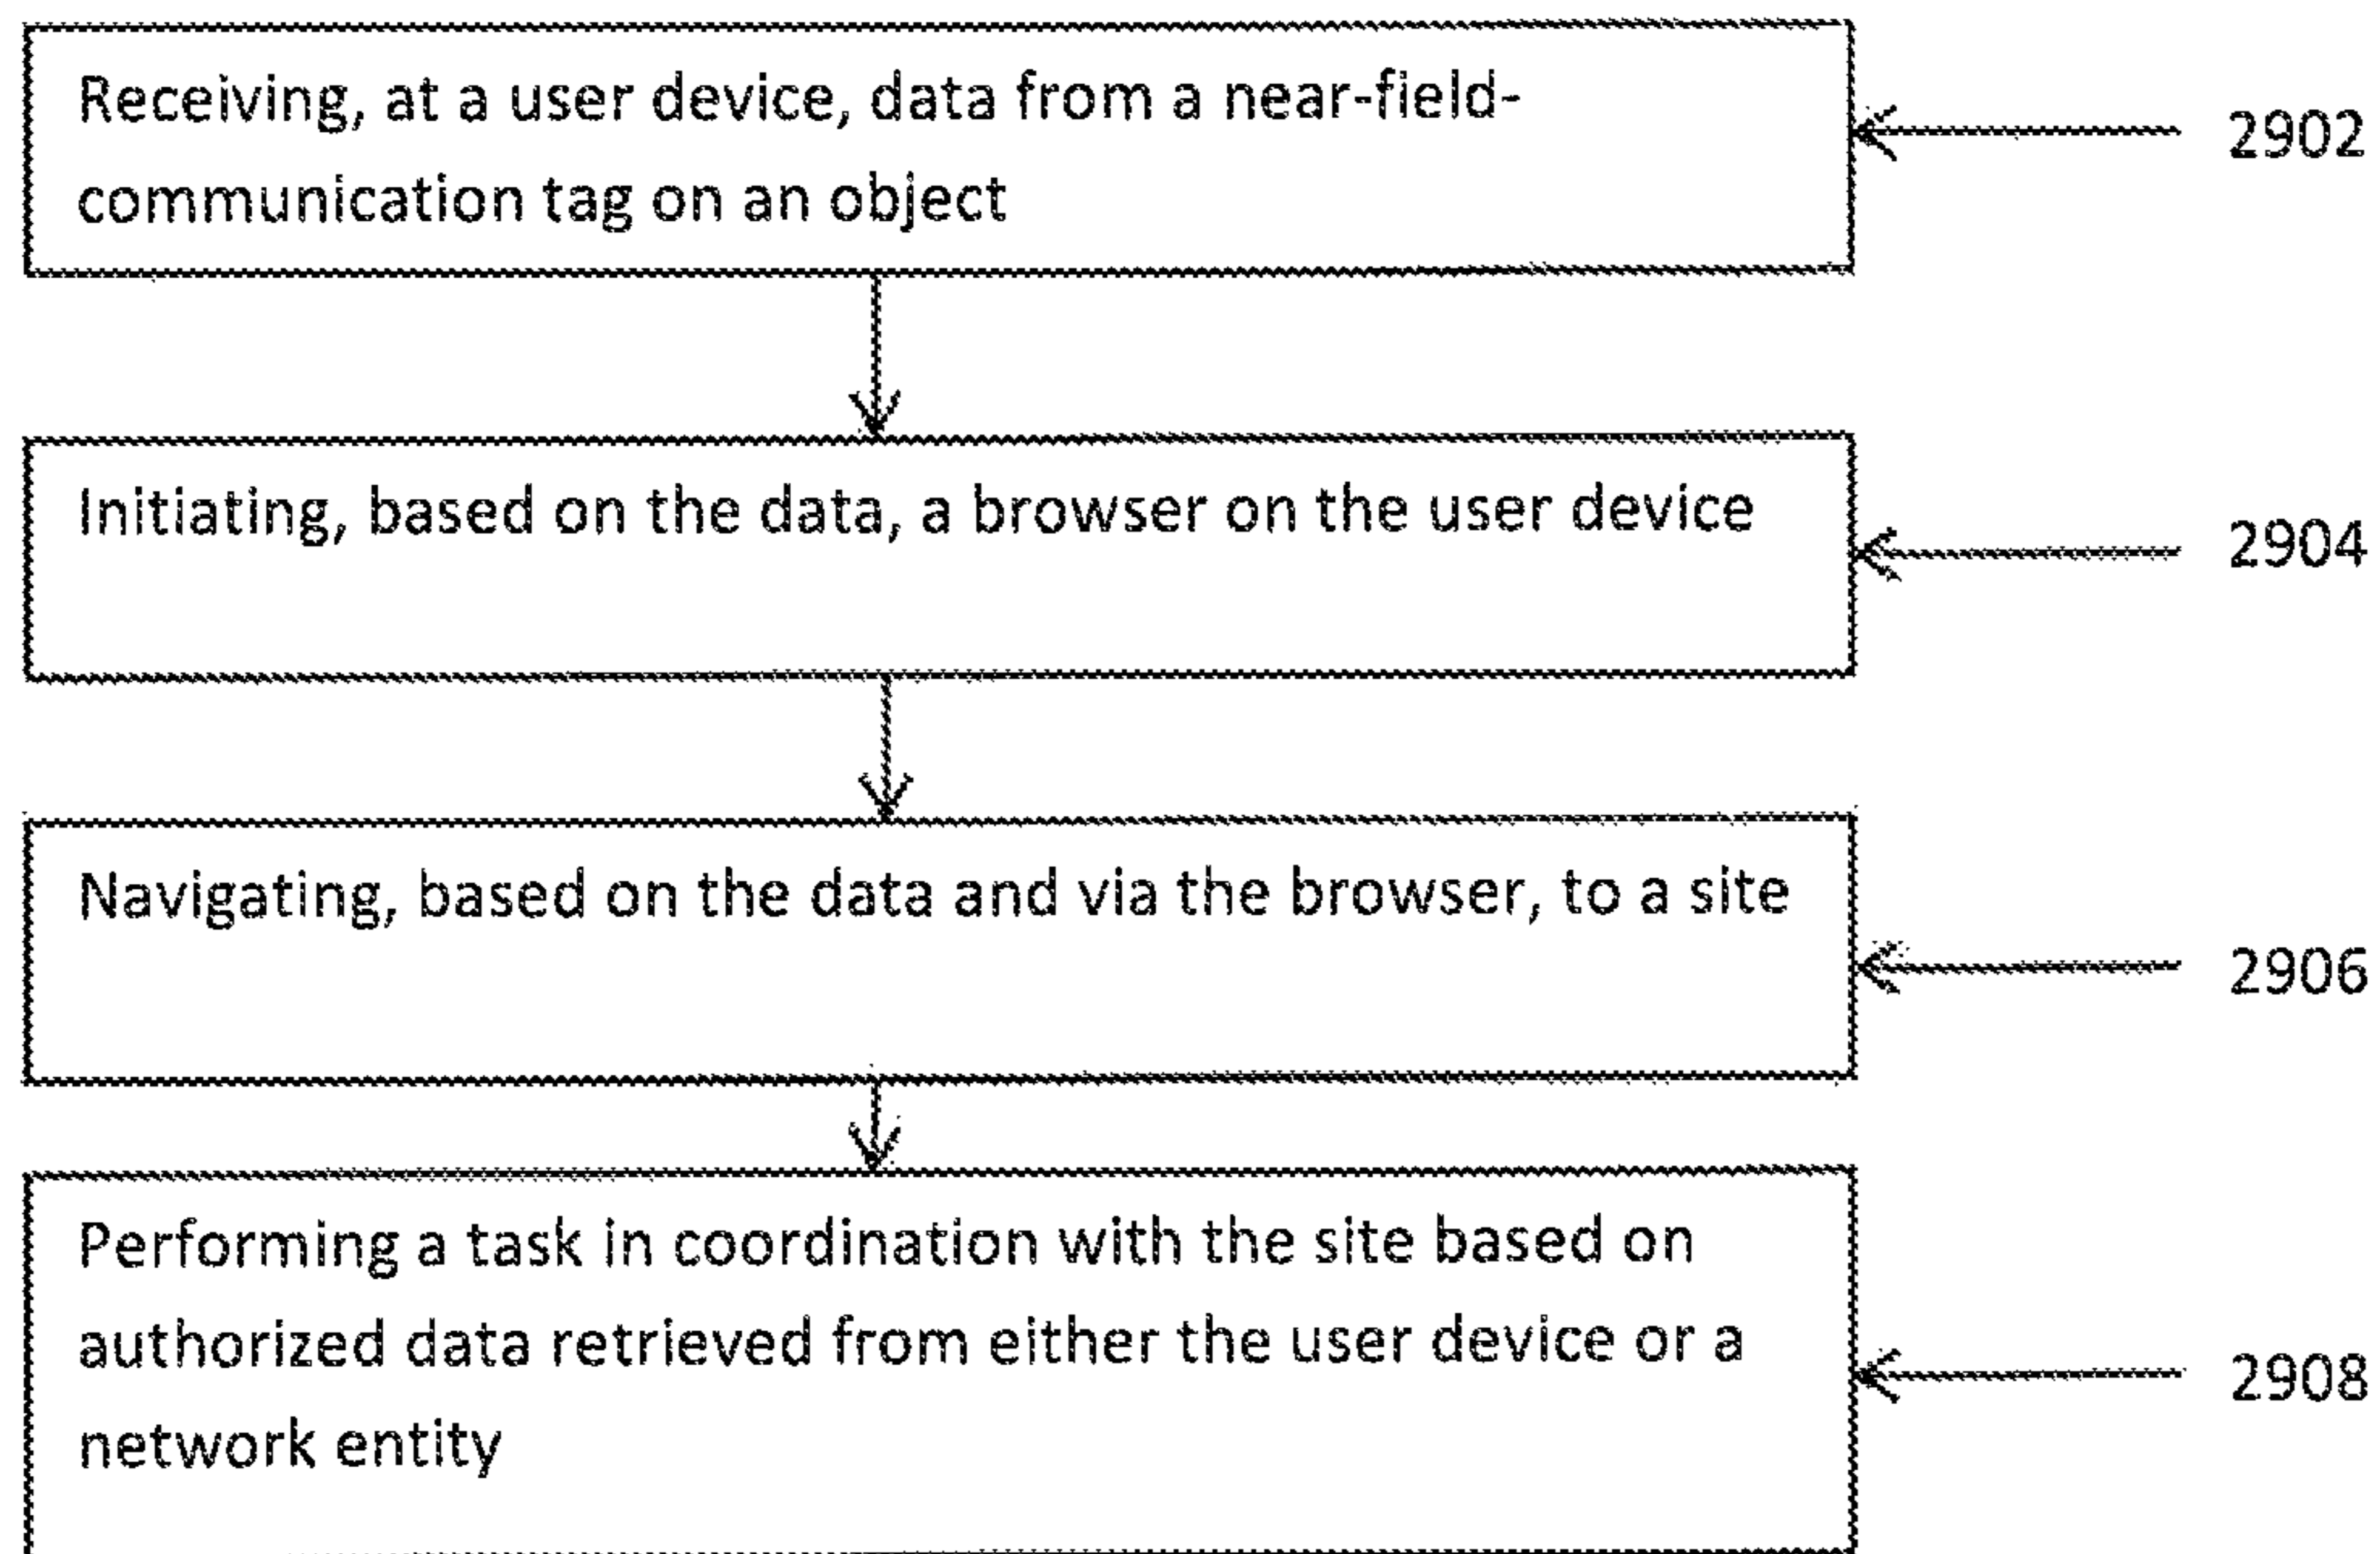 Receiving, at a user device, data from a near-field-
communication tag on an object
2902
Initiating, based on the data, a browser on the user device
2904
Navigating, based on the data and via the browser, to a site
2906
Performing a task in coordination with the site based on
authorized data retrieved from either the user device or a
network entity
2908